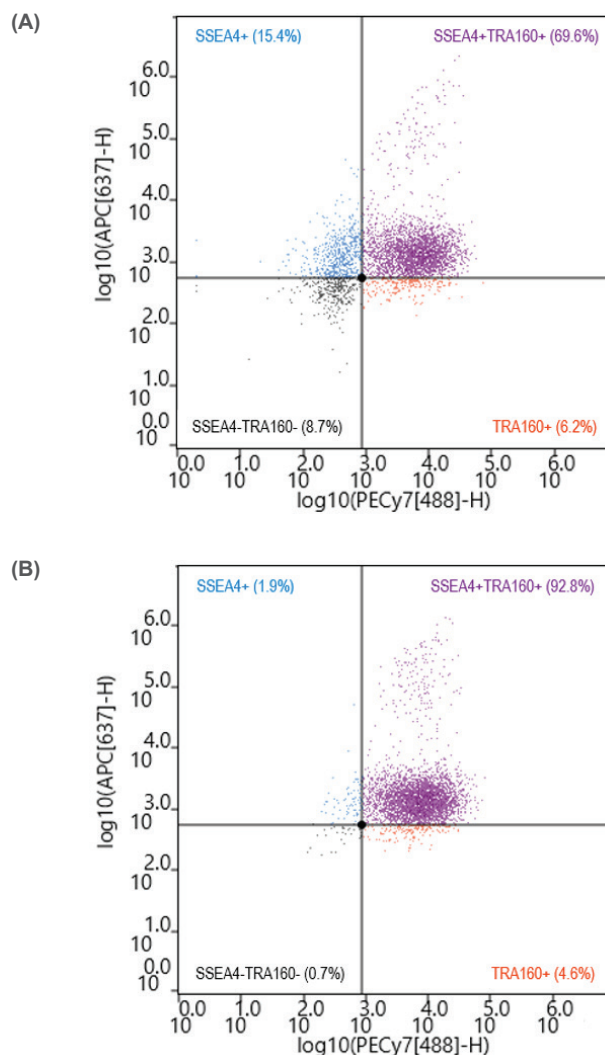 (A)
SSEA4+ (15.4%)
SSEA4+TRA160+ (69.6%)
log10(APC[637]-H)
10 6.0
10 5.0
10 4.0
10 3.0
10 2.0
10 1.0
10 0.0
SSEA4-TRA160- (8.7%)
TRA160+ (6.2%)
0.0 1.0 2.0 3.0 4.0 5.0 6.0
10 10 10 10 10 10 10
log10(PECy7[488]-H)
(B)
SSEA4+ (1.9%)
SSEA4+TRA160+ (92.8%)
log10(APC[637]-H)
10 6.0
10 5.0
10 4.0
10 3.0
10 2.0
10 1.0
10 0.0
SSEA4-TRA160- (0.7%)
TRA160+ (4.6%)
0.0 1.0 2.0 3.0 4.0 5.0 6.0
10 10 10 10 10 10 10
log10(PECy7[488]-H)